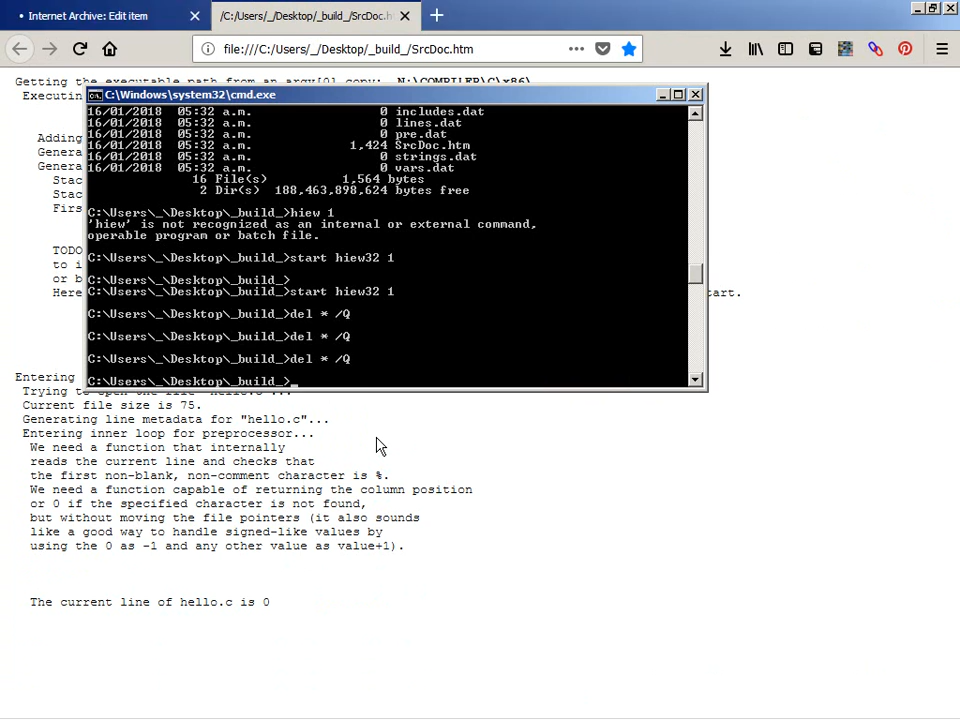 Internet Archive: Edit item
/C:/Users/_/Desktop/_build_/SrcDoc.h
file:///C:/Users/_/Desktop/_build_/SrcDoc.htm
Getting the executable path from an argv[0] copy: N:\COMPILER\C\x86\
Executin
Adding
Genera
Genera
Stac
Stac
Firs
TODO
to i
or b
Here
tart.
C:\Windows\system32\cmd.exe
16/01/2018 05:32 a.m. 0 includes.dat
16/01/2018 05:32 a.m. 0 lines.dat
16/01/2018 05:32 a.m. 0 pre.dat
16/01/2018 05:32 a.m. 1,424 SrcDoc.htm
16/01/2018 05:32 a.m. 0 strings.dat
16/01/2018 05:32 a.m. 0 vars.dat
16 File(s) 1,564 bytes
2 Dir(s) 188,463,898,624 bytes free
C:\Users\_\Desktop\_build_>hiew 1
'hiew' is not recognized as an internal or external command,
operable program or batch file.
C:\Users\_\Desktop\_build_>start hiew32 1
C:\Users\_\Desktop\_build_>
C:\Users\_\Desktop\_build_>start hiew32 1
C:\Users\_\Desktop\_build_>del * /Q
C:\Users\_\Desktop\_build_>del * /Q
C:\Users\_\Desktop\_build_>del * /Q
C:\Users\_\Desktop\_build_>_
Entering
Trying to open the file "hello.c"...
Current file size is 75.
Generating line metadata for "hello.c"...
Entering inner loop for preprocessor...
We need a function that internally
reads the current line and checks that
the first non-blank, non-comment character is %.
We need a function capable of returning the column position
or 0 if the specified character is not found,
but without moving the file pointers (it also sounds
like a good way to handle signed-like values by
using the 0 as -1 and any other value as value+1).
The current line of hello.c is 0